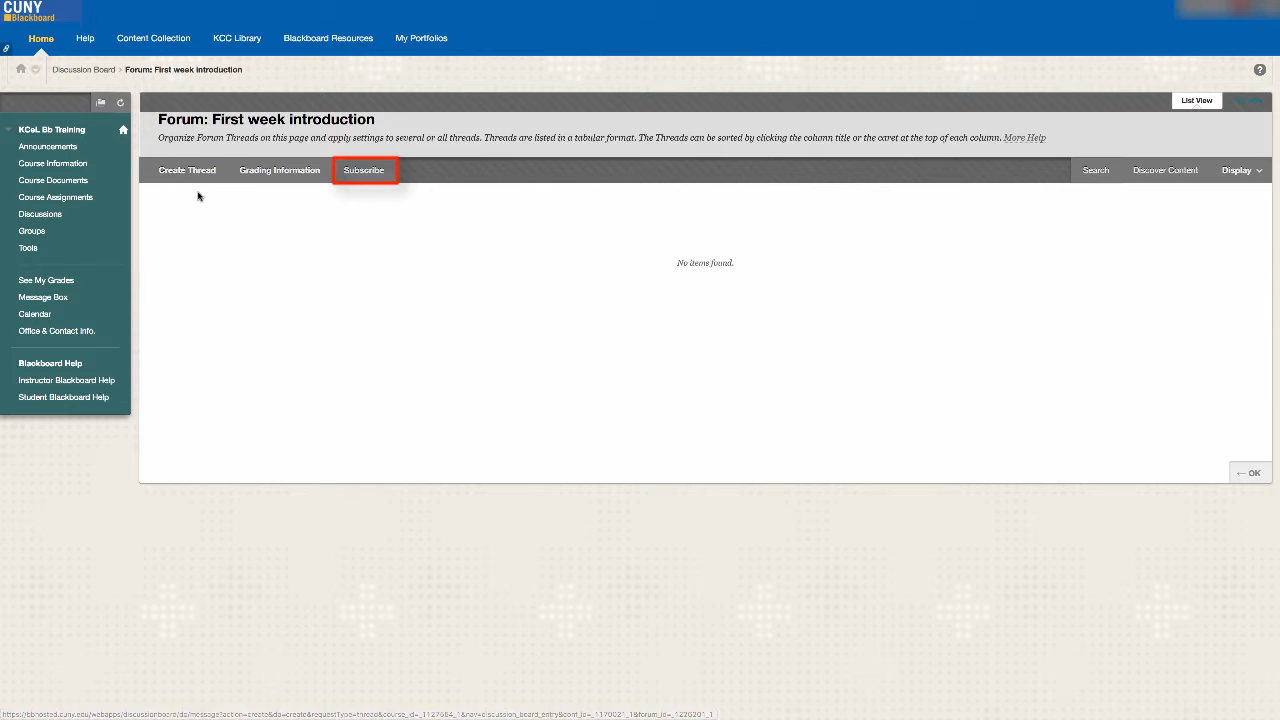 CUNY
Blackboard
Home Help Content Collection KCC Library Blackboard Resources My Portfolios
Discussion Board › Forum: First week introduction
List View
KCeL Bb Training
Announcements
Course Information
Course Documents
Course Assignments
Discussions
Groups
Tools
See My Grades
Message Box
Calendar
Office & Contact Info.
Blackboard Help
Instructor Blackboard Help
Student Blackboard Help
Forum: First week introduction
Organize Forum Threads on this page and apply settings to several or all threads. Threads are listed in a tabular format. The Threads can be sorted by clicking the column title or the caret at the top of each column. More Help
Create Thread Grading Information Subscribe Search Discover Content Display
No items found.
← OK